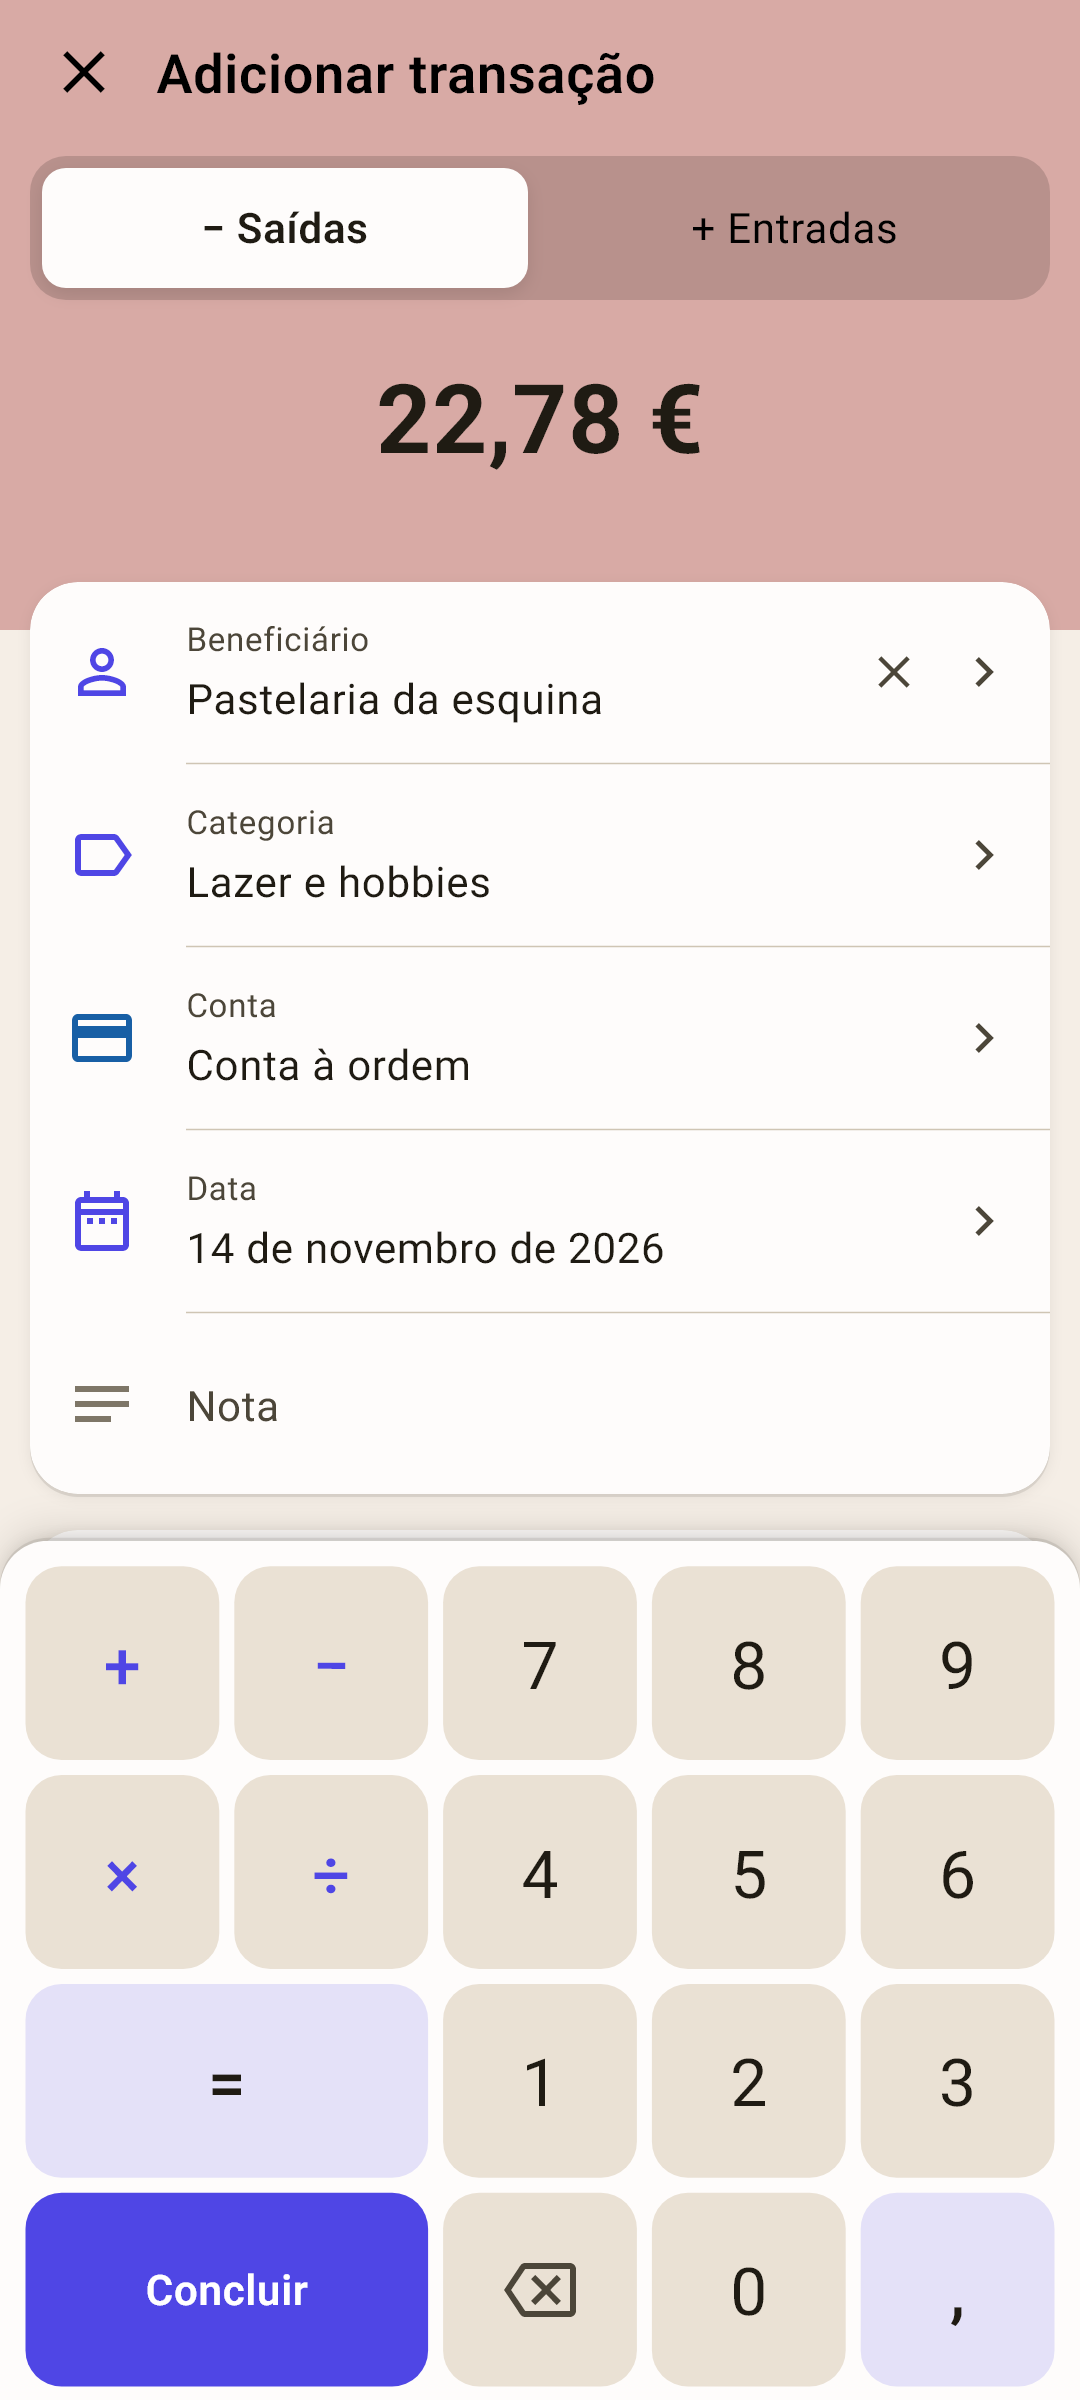 Adicionar transação
− Saídas
+ Entradas
22,78 €
Beneficiário
Pastelaria da esquina
Categoria
Lazer e hobbies
Conta
Conta à ordem
Data
14 de novembro de 2026
Nota
+ − 7 8 9
× ÷ 4 5 6
= 1 2 3
Concluir 0 ,